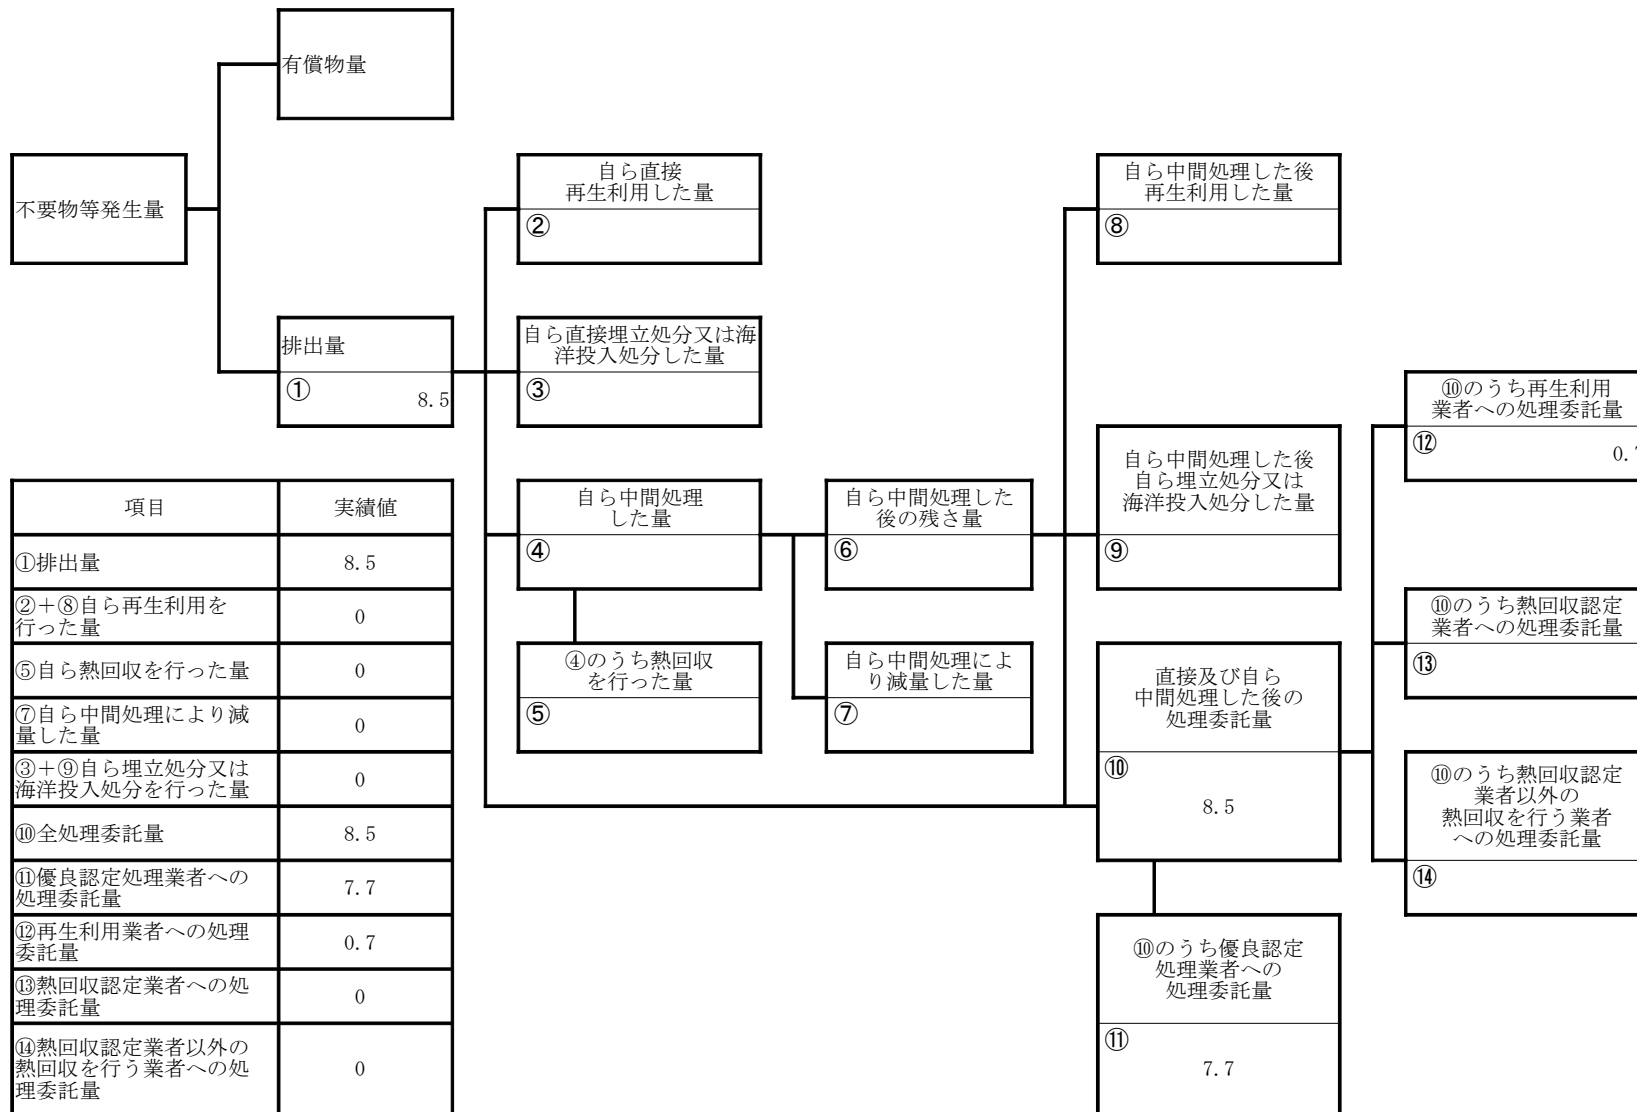 有償物量
不要物等発生量
排出量
①
8.5
自ら直接
再生利用した量
②
自ら直接埋立処分又は海
洋投入処分した量
③
自ら中間処理
した量
④
④のうち熱回収
を行った量
⑤
自ら中間処理した
後の残さ量
⑥
自ら中間処理によ
り減量した量
⑦
自ら中間処理した後
再生利用した量
⑧
自ら中間処理した後
自ら埋立処分又は
海洋投入処分した量
⑨
直接及び自ら
中間処理した後の
処理委託量
⑩
8.5
⑩のうち優良認定
処理業者への
処理委託量
⑪
7.7
⑩のうち再生利用
業者への処理委託量
⑫
0.7
⑩のうち熱回収認定
業者への処理委託量
⑬
⑩のうち熱回収認定
業者以外の
熱回収を行う業者
への処理委託量
⑭
項目 実績値
①排出量 8.5
②+⑧自ら再生利用を
行った量 0
⑤自ら熱回収を行った量 0
⑦自ら中間処理により減
量した量 0
③+⑨自ら埋立処分又は
海洋投入処分を行った量 0
⑩全処理委託量 8.5
⑪優良認定処理業者への
処理委託量 7.7
⑫再生利用業者への処理
委託量 0.7
⑬熱回収認定業者への処
理委託量 0
⑭熱回収認定業者以外の
熱回収を行う業者への処
理委託量 0